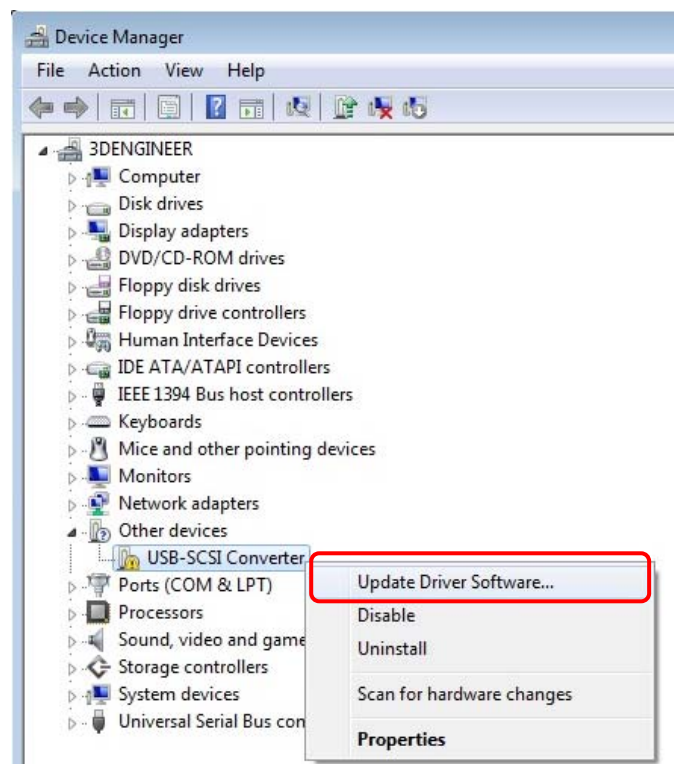 Device Manager
File Action View Help
3DENGINEER
Computer
Disk drives
Display adapters
DVD/CD-ROM drives
Floppy disk drives
Floppy drive controllers
Human Interface Devices
IDE ATA/ATAPI controllers
IEEE 1394 Bus host controllers
Keyboards
Mice and other pointing devices
Monitors
Network adapters
Other devices
USB-SCSI Converter
Update Driver Software...
Ports (COM & LPT)
Disable
Processors
Uninstall
Sound, video and game
Storage controllers
Scan for hardware changes
System devices
Universal Serial Bus con
Properties